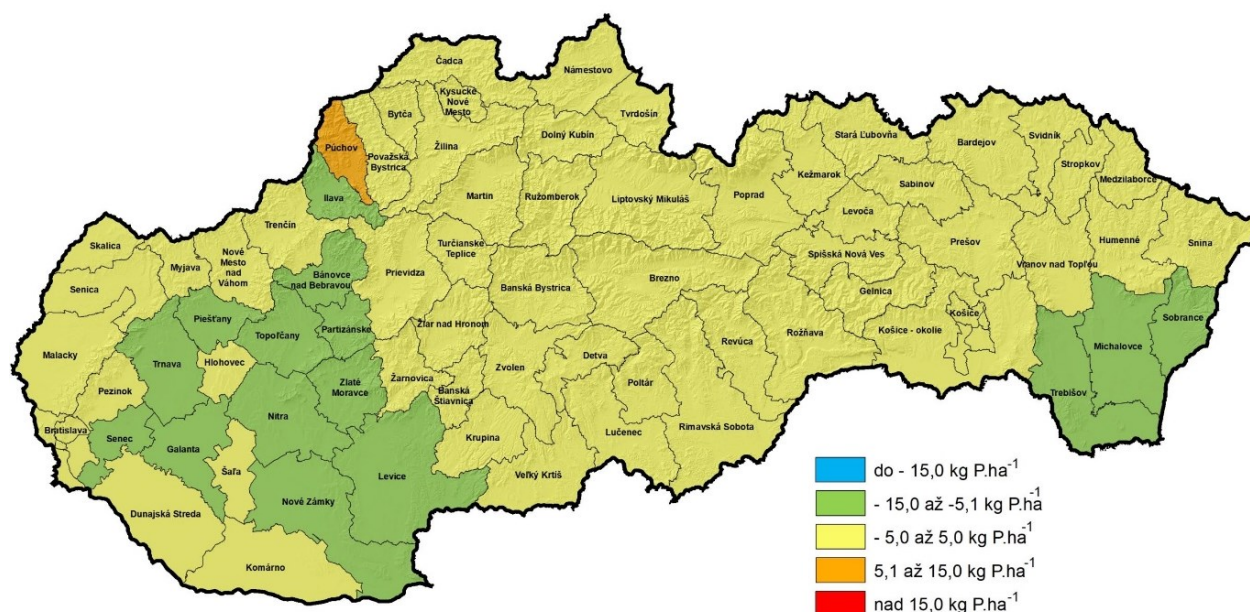 Čadca
Námestovo
Kysucké
Nové
Mesto
Tvrdošín
Bytča
Dolný Kubín
Stará Ľubovňa
Bardejov
Svidník
Púchov
Považská
Bystrica
Žilina
Stropkov
Medzilaborce
Kežmarok
Sabinov
Ilava
Martin
Ružomberok
Liptovský Mikuláš
Poprad
Levoča
Trenčín
Skalica
Nové
Mesto
nad
Váhom
Myjava
Turčianske
Teplice
Prešov
Humenné
Snina
Spišská Nová Ves
Vranov nad Topľou
Bánovce
nad Bebravou
Prievidza
Senica
Banská Bystrica
Brezno
Gelnica
Piešťany
Topoľčany
Partizánske
Žiar nad Hronom
Košice
Sobrance
Malacky
Trnava
Hlohovec
Detva
Revúca
Rožňava
Košice - okolie
Michalovce
Pezinok
Zlaté
Moravce
Žarnovica
Banská
Štiavnica
Zvolen
Poltár
Trebišov
Nitra
Bratislava
Senec
Galanta
Krupina
Lučenec
Rimavská Sobota
Šaľa
Levice
Veľký Krtíš
Nové Zámky
Dunajská Streda
Komárno
do - 15,0 kg P.ha-1
- 15,0 až -5,1 kg P.ha-1
- 5,0 až 5,0 kg P.ha-1
5,1 až 15,0 kg P.ha-1
nad 15,0 kg P.ha-1